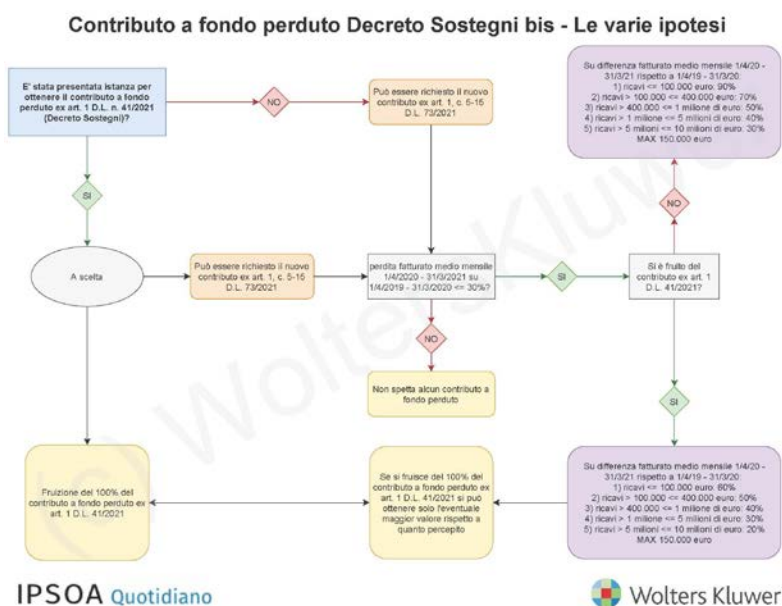 Contributo a fondo perduto Decreto Sostegni bis - Le varie ipotesi
E' stata presentata istanza per
ottenere il contributo a fondo
perduto ex art. 1 D.L. n. 41/2021
(Decreto Sostegni)?
NO
Può essere richiesto il nuovo
contributo ex art. 1, c. 5-15
D.L. 73/2021
Su differenza fatturato medio mensile 1/4/20 -
31/3/21 rispetto a 1/4/19 - 31/3/20:
1) ricavi <= 100.000 euro: 90%
2) ricavi > 100.000 <= 400.000 euro: 70%
3) ricavi > 400.000 <= 1 milione di euro: 50%
4) ricavi > 1 milione <= 5 milioni di euro: 40%
5) ricavi > 5 milioni <= 10 milioni di euro: 30%
MAX 150.000 euro
SI
NO
A scelta
Può essere richiesto il nuovo
contributo ex art. 1, c. 5-15
D.L. 73/2021
perdita fatturato medio mensile
1/4/2020 - 31/3/2021 su
1/4/2019 - 31/3/2020 <= 30%?
SI
Si è fruito del
contributo ex art. 1
D.L. 41/2021?
NO
Non spetta alcun contributo a
fondo perduto
SI
Fruizione del 100% del
contributo a fondo perduto ex
art. 1 D.L. 41/2021
Se si fruisce del 100% del
contributo a fondo perduto ex
art. 1 D.L. 41/2021 si può
ottenere solo l'eventuale
maggior valore rispetto a
quanto percepito
Su differenza fatturato medio mensile 1/4/20 -
31/3/21 rispetto a 1/4/19 - 31/3/20:
1) ricavi <= 100.000 euro: 60%
2) ricavi > 100.000 <= 400.000 euro: 50%
3) ricavi > 400.000 <= 1 milione di euro: 40%
4) ricavi > 1 milione <= 5 milioni di euro: 30%
5) ricavi > 5 milioni <= 10 milioni di euro: 20%
MAX 150.000 euro
(c) Wolters Kluwer
IPSOA Quotidiano
Wolters Kluwer